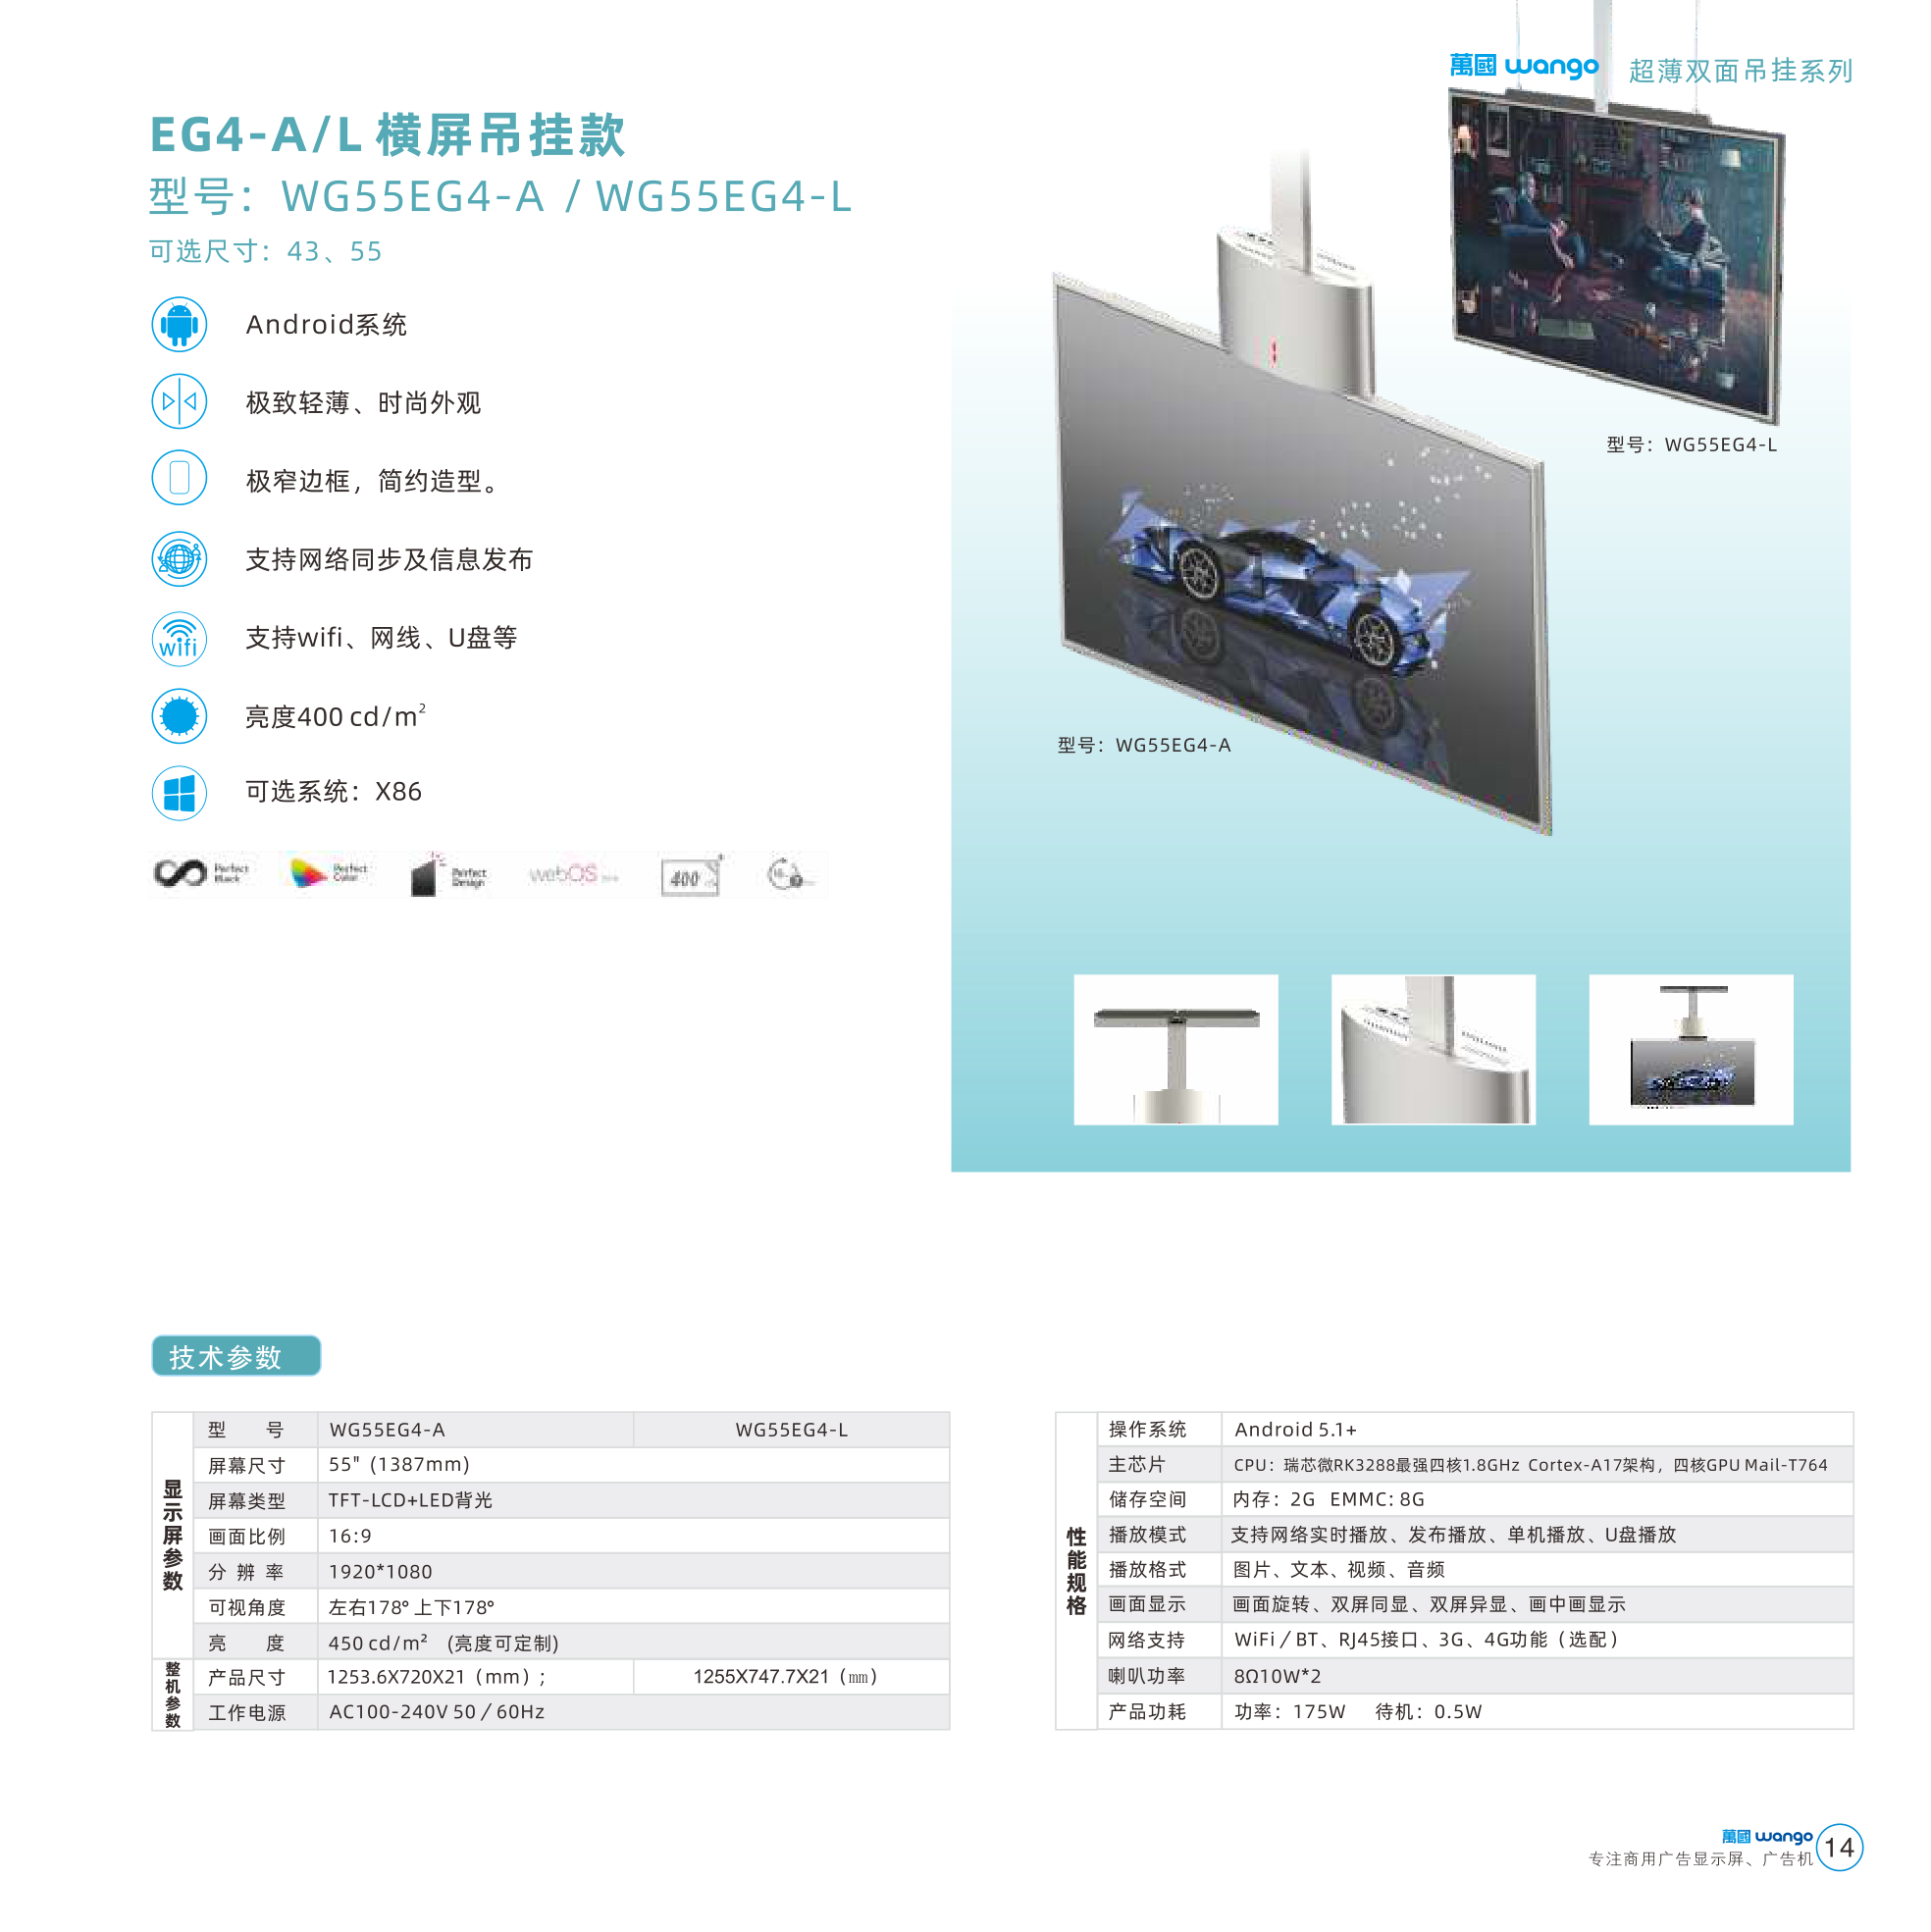 萬國 wango 超薄双面吊挂系列
EG4-A/L 横屏吊挂款
型号：WG55EG4-A / WG55EG4-L
可选尺寸：43、55
Android系统
极致轻薄、时尚外观
极窄边框，简约造型。
支持网络同步及信息发布
wifi
支持wifi、网线、U盘等
亮度400 cd/m²
可选系统：X86
Perfect Black
Perfect Color
Perfect Design
webOS
400
型号：WG55EG4-L
型号：WG55EG4-A
技术参数
显示屏参数
型 号 WG55EG4-A WG55EG4-L
屏幕尺寸 55" (1387mm)
屏幕类型 TFT-LCD+LED背光
画面比例 16:9
分 辨 率 1920*1080
可视角度 左右178° 上下178°
亮 度 450 cd/m² (亮度可定制)
整机参数
产品尺寸 1253.6X720X21（mm）; 1255X747.7X21（㎜）
工作电源 AC100-240V 50／60Hz
性能规格
操作系统 Android 5.1+
主芯片 CPU：瑞芯微RK3288最强四核1.8GHz Cortex-A17架构，四核GPU Mail-T764
储存空间 内存：2G EMMC: 8G
播放模式 支持网络实时播放、发布播放、单机播放、U盘播放
播放格式 图片、文本、视频、音频
画面显示 画面旋转、双屏同显、双屏异显、画中画显示
网络支持 WiFi／BT、RJ45接口、3G、4G功能（选配）
喇叭功率 8Ω10W*2
产品功耗 功率：175W 待机：0.5W
萬國 wango
专注商用广告显示屏、广告机
14